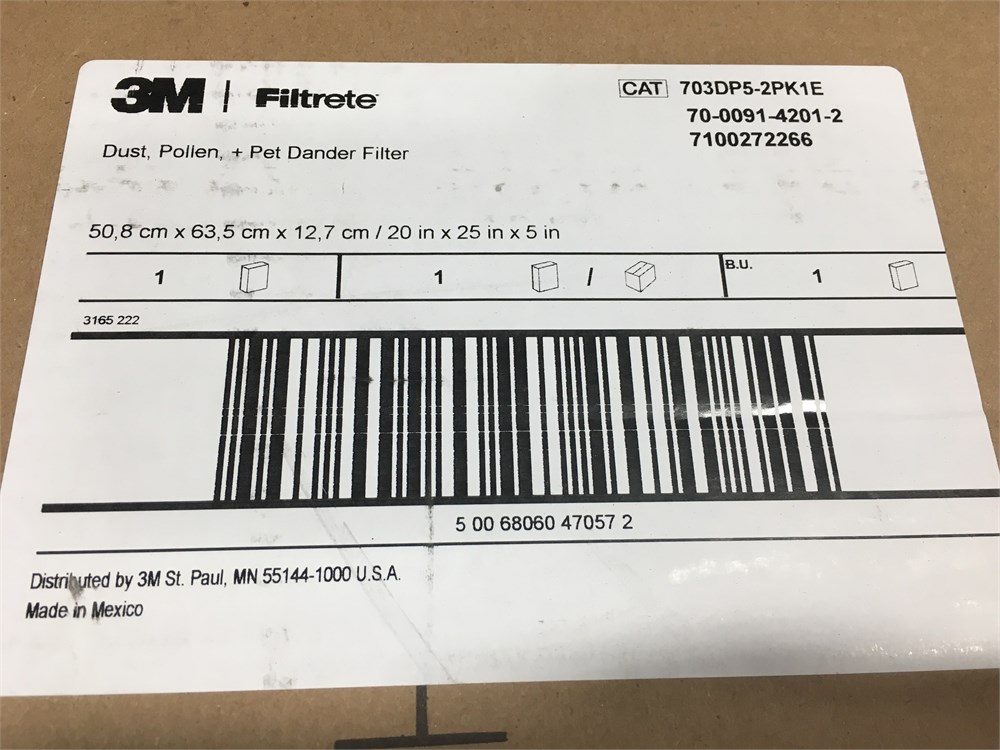 3M | Filtrete
CAT 703DP5-2PK1E
70-0091-4201-2
7100272266
Dust, Pollen, + Pet Dander Filter
50,8 cm x 63,5 cm x 12,7 cm / 20 in x 25 in x 5 in
1 1 / B.U. 1
3165 222
5 00 68060 47057 2
Distributed by 3M St. Paul, MN 55144-1000 U.S.A.
Made in Mexico